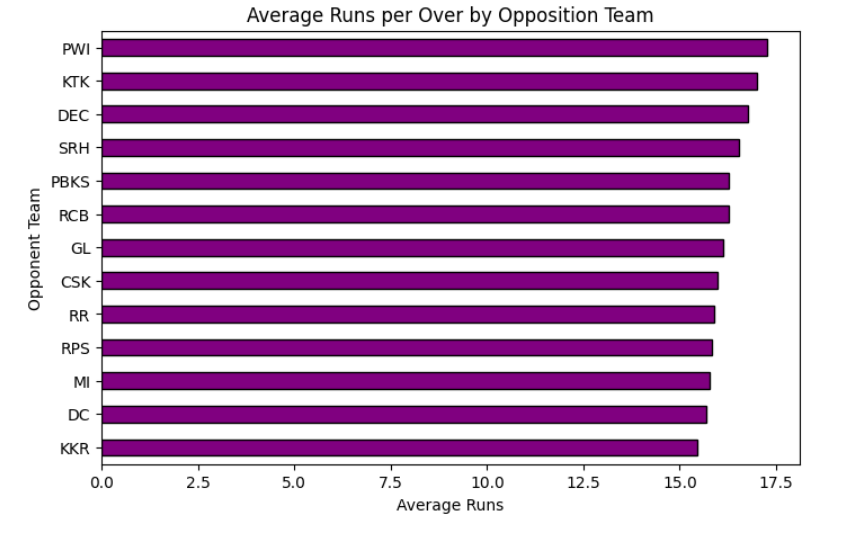 Average Runs per Over by Opposition Team
Opponent Team
PWI
KTK
DEC
SRH
PBKS
RCB
GL
CSK
RR
RPS
MI
DC
KKR
0.0 2.5 5.0 7.5 10.0 12.5 15.0 17.5
Average Runs